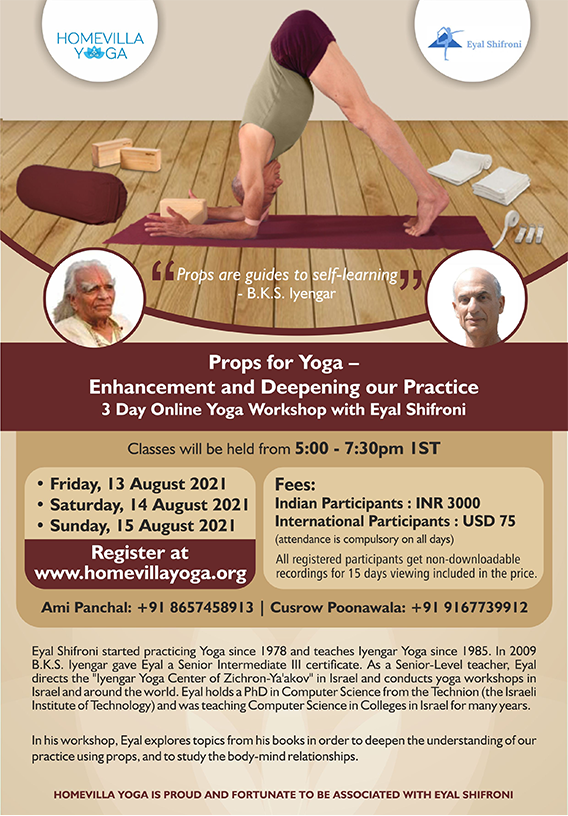 HOMEVILLA
YOGA
Eyal Shifroni
“Props are guides to self-learning”
- B.K.S. Iyengar
Props for Yoga –
Enhancement and Deepening our Practice
3 Day Online Yoga Workshop with Eyal Shifroni
Classes will be held from 5:00 - 7:30pm IST
• Friday, 13 August 2021
• Saturday, 14 August 2021
• Sunday, 15 August 2021
Register at
www.homevillayoga.org
Fees:
Indian Participants : INR 3000
International Participants : USD 75
(attendance is compulsory on all days)
All registered participants get non-downloadable
recordings for 15 days viewing included in the price.
Ami Panchal: +91 8657458913 | Cusrow Poonawala: +91 9167739912
Eyal Shifroni started practicing Yoga since 1978 and teaches Iyengar Yoga since 1985. In 2009
B.K.S. Iyengar gave Eyal a Senior Intermediate III certificate. As a Senior-Level teacher, Eyal
directs the "Iyengar Yoga Center of Zichron-Ya'akov" in Israel and conducts yoga workshops in
Israel and around the world. Eyal holds a PhD in Computer Science from the Technion (the Israeli
Institute of Technology) and was teaching Computer Science in Colleges in Israel for many years.
In his workshop, Eyal explores topics from his books in order to deepen the understanding of our
practice using props, and to study the body-mind relationships.
HOMEVILLA YOGA IS PROUD AND FORTUNATE TO BE ASSOCIATED WITH EYAL SHIFRONI